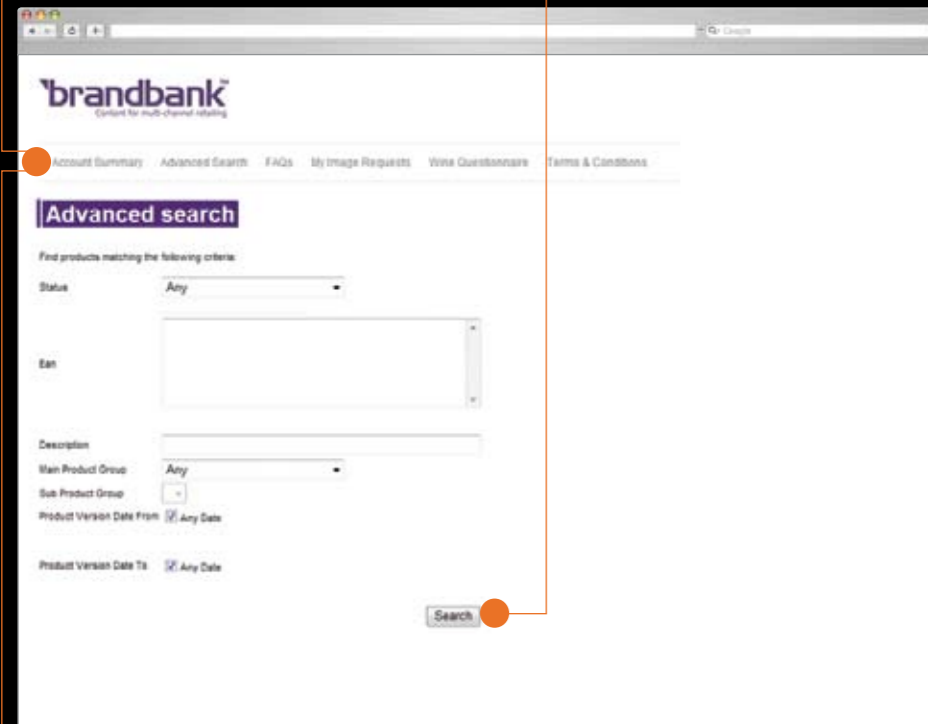 Google
brandbank™
Content for multi-channel retailing
Account Summary Advanced Search FAQs My Image Requests Wine Questionnaire Terms & Conditions
Advanced search
Find products matching the following criteria
Status Any
Ean
Description
Main Product Group Any
Sub Product Group
Product Version Date From Any Date
Product Version Date To Any Date
Search